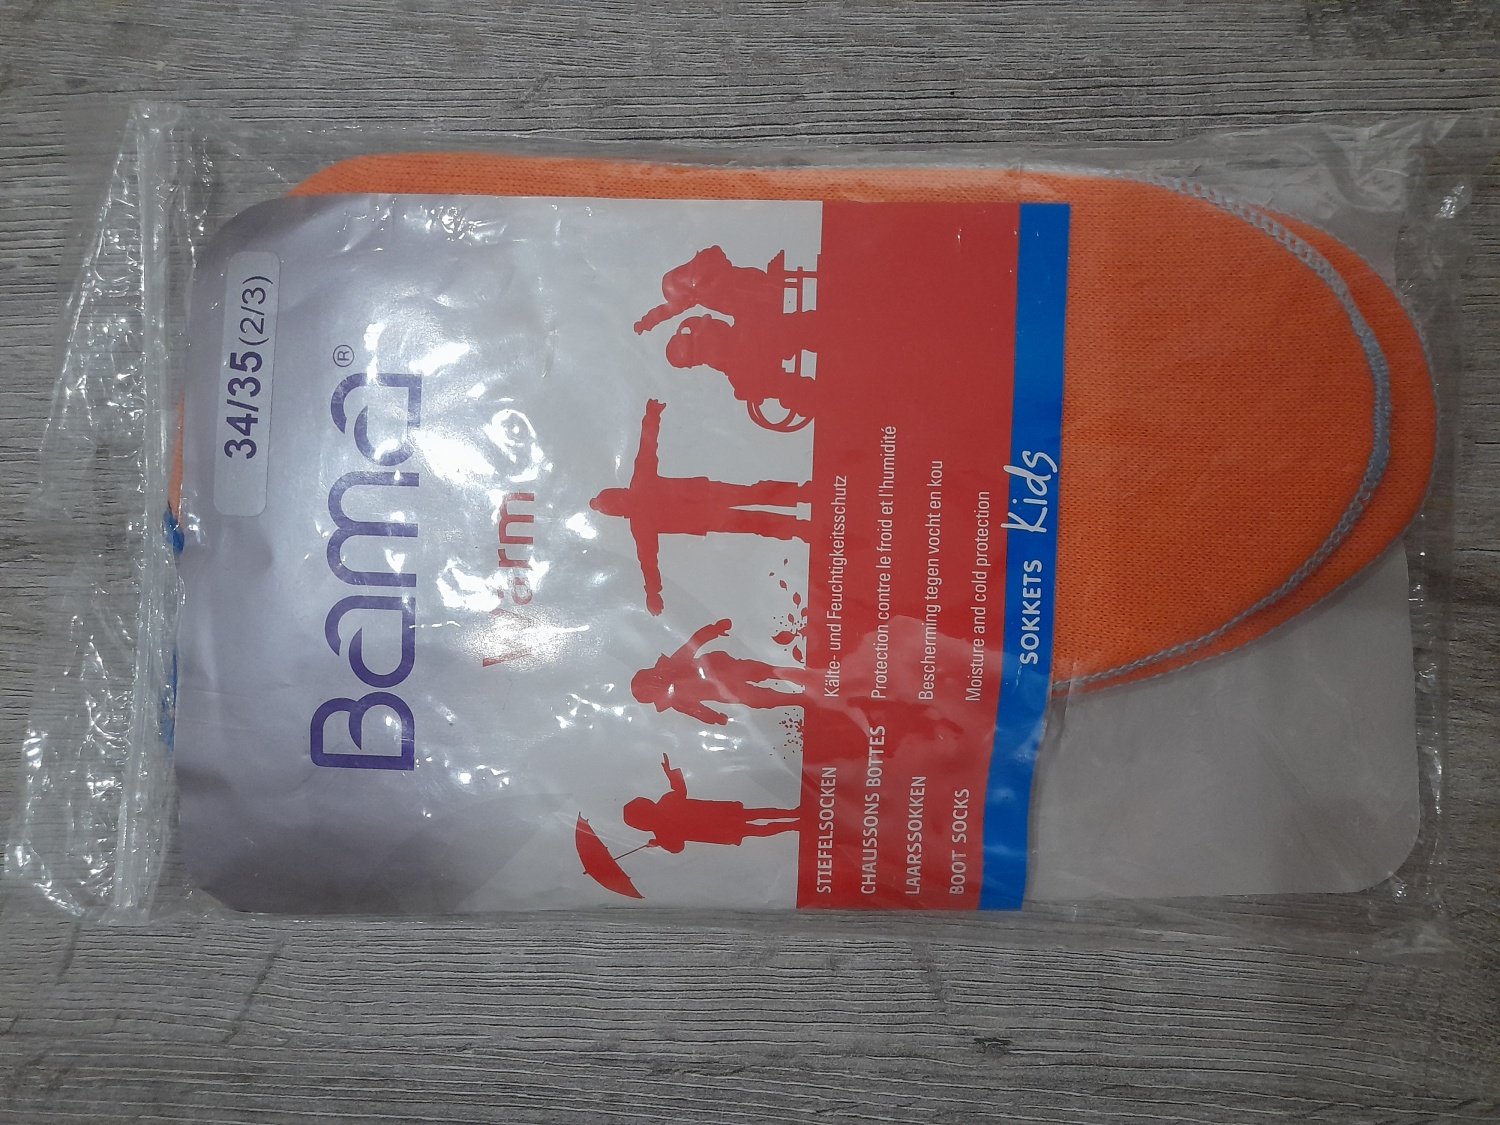 34/35 (2/3)
Bama®
Warm
STIEFELSOCKEN Kälte- und Feuchtigkeitsschutz
CHAUSSONS BOTTES Protection contre le froid et l'humidité
LAARSSOKKEN Bescherming tegen vocht en kou
BOOT SOCKS Moisture and cold protection
SOKKETS Kids